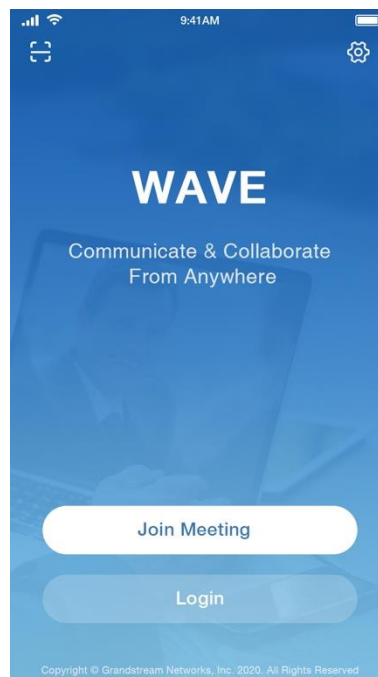 9:41AM
WAVE
Communicate & Collaborate
From Anywhere
Join Meeting
Login
Copyright © Grandstream Networks, Inc. 2020. All Rights Reserved